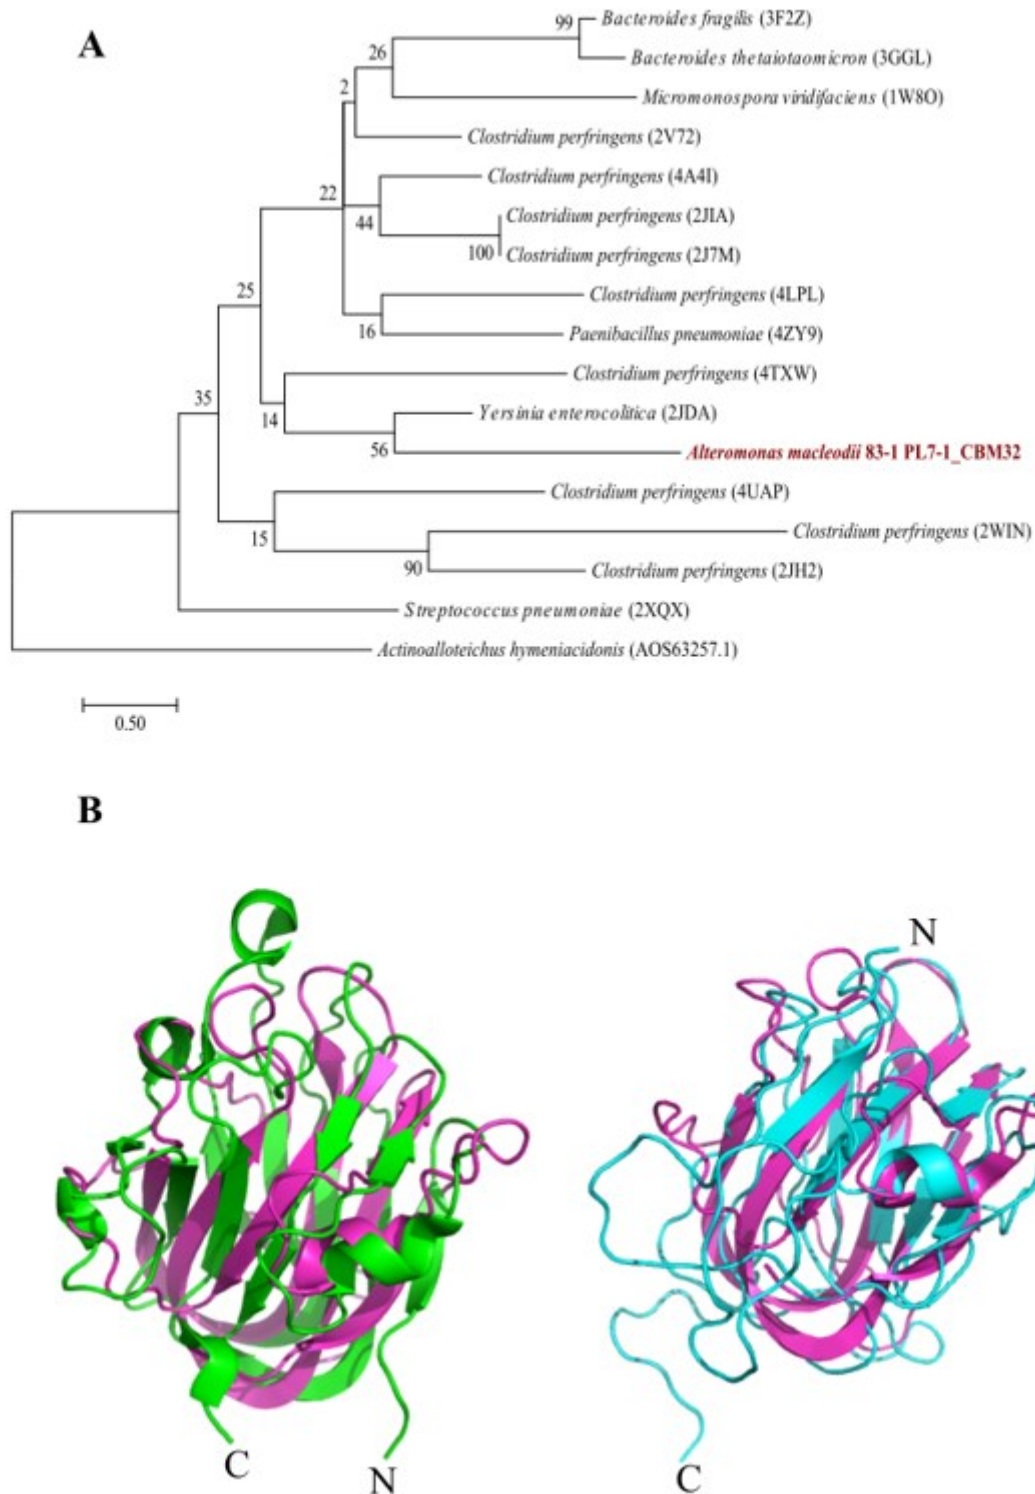 A
99
Bacteroides fragilis (3F2Z)
Bacteroides thetaiotaomicron (3GGL)
26
Micromonospora viridifaciens (1W8O)
2
Clostridium perfringens (2V72)
Clostridium perfringens (4A4I)
22
44
Clostridium perfringens (2JIA)
100
Clostridium perfringens (2J7M)
25
Clostridium perfringens (4LPL)
16
Paenibacillus pneumoniae (4ZY9)
Clostridium perfringens (4TXW)
35
14
Yersinia enterocolitica (2JDA)
56
Alteromonas macleodii 83-1 PL7-1_CBM32
Clostridium perfringens (4UAP)
15
Clostridium perfringens (2WIN)
90
Clostridium perfringens (2JH2)
Streptococcus pneumoniae (2XQX)
Actinoalloteichus hymeniacidonis (AOS63257.1)
0.50
B
N
C
N
C